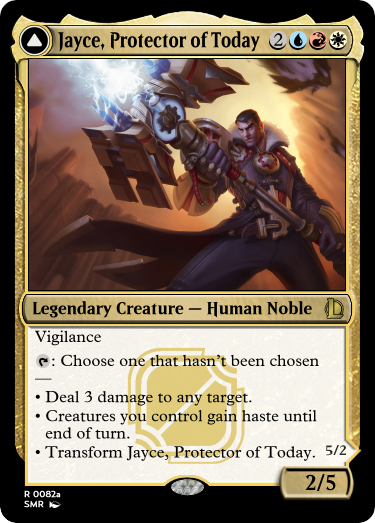 Jayce, Protector of Today 2
Legendary Creature — Human Noble
Vigilance
: Choose one that hasn't been chosen
—
• Deal 3 damage to any target.
• Creatures you control gain haste until
end of turn.
• Transform Jayce, Protector of Today. 5/2
2/5
R 0082a
SMR